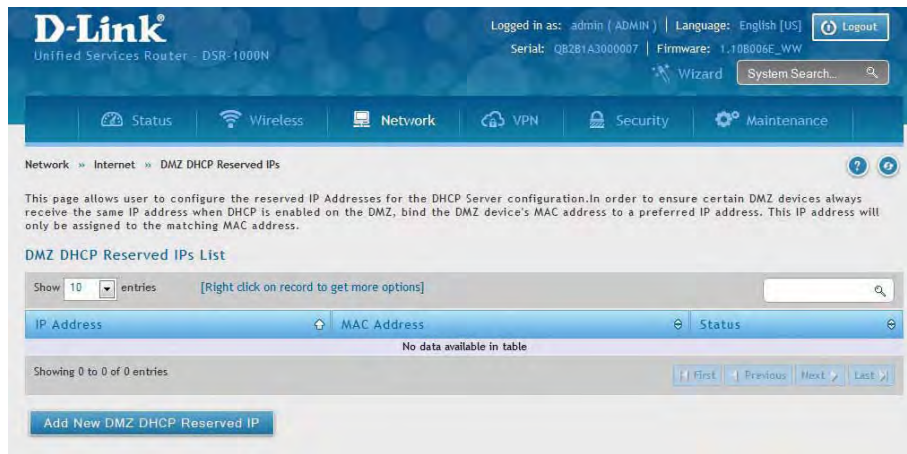 D-Link
Unified Services Router - DSR-1000N
Logged in as: admin ( ADMIN ) | Language: English [US]
Logout
Serial: QB2B1A3000007 | Firmware: 1.10B006E_WW
Wizard
System Search...
Status
Wireless
Network
VPN
Security
Maintenance
Network » Internet » DMZ DHCP Reserved IPs
This page allows user to configure the reserved IP Addresses for the DHCP Server configuration.In order to ensure certain DMZ devices always
receive the same IP address when DHCP is enabled on the DMZ, bind the DMZ device's MAC address to a preferred IP address. This IP address will
only be assigned to the matching MAC address.
DMZ DHCP Reserved IPs List
Show 10 entries [Right click on record to get more options]
IP Address MAC Address Status
No data available in table
Showing 0 to 0 of 0 entries
First Previous Next Last
Add New DMZ DHCP Reserved IP